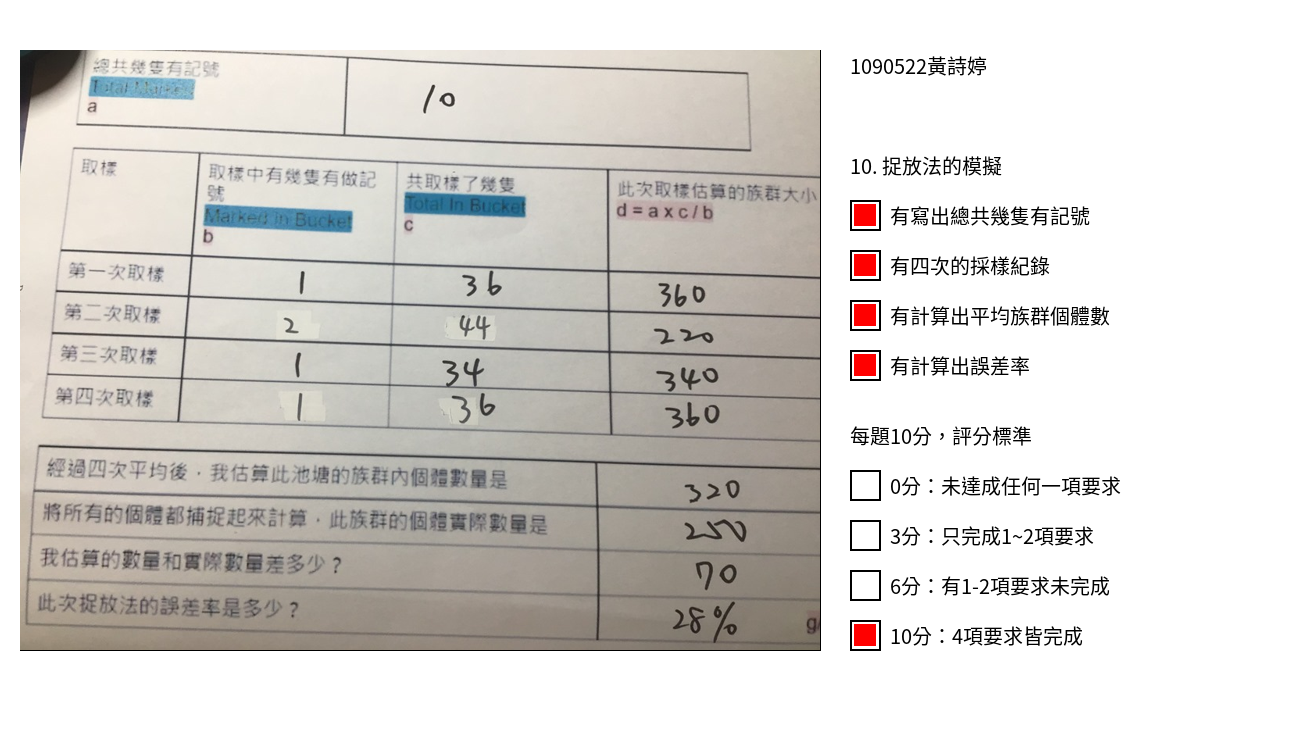 總共幾隻有記號
Total Marked
a
10
取樣
取樣中有幾隻有做記
號
Marked in Bucket
b
共取樣了幾隻
Total In Bucket
c
此次取樣估算的族群大小
d = a x c / b
第一次取樣 1 36 360
第二次取樣 2 44 220
第三次取樣 1 34 340
第四次取樣 1 36 360
經過四次平均後，我估算此池塘的族群內個體數量是 320
將所有的個體都捕捉起來計算，此族群的個體實際數量是 250
我估算的數量和實際數量差多少？ 70
此次捉放法的誤差率是多少？ 28%
1090522黃詩婷
10. 捉放法的模擬
有寫出總共幾隻有記號
有四次的採樣紀錄
有計算出平均族群個體數
有計算出誤差率
每題10分，評分標準
0分：未達成任何一項要求
3分：只完成1~2項要求
6分：有1-2項要求未完成
10分：4項要求皆完成